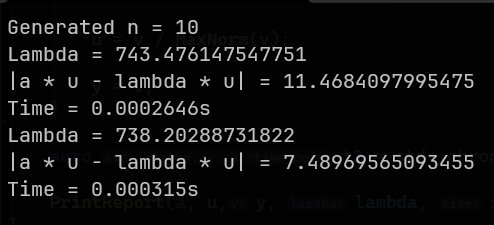 Generated n = 10
Lambda = 743.476147547751
|a * u - lambda * u| = 11.4684097995475
Time = 0.0002646s
Lambda = 738.20288731822
|a * u - lambda * u| = 7.48969565093455
Time = 0.000315s
PrintReport(a, u, y, lambda: lambda, time: